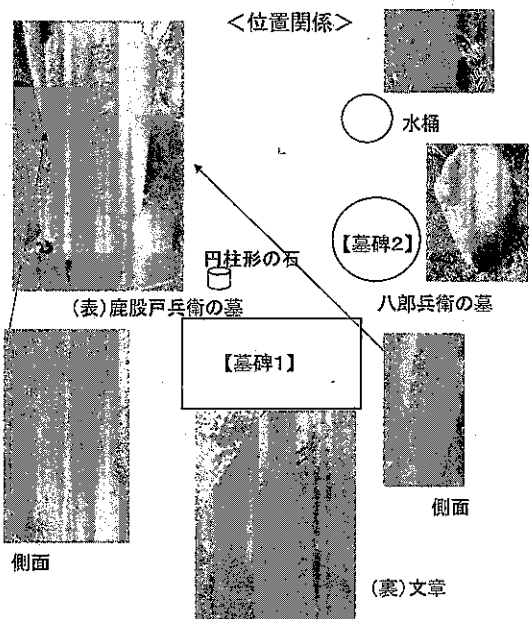 ＜位置関係＞
水桶
【墓碑2】
円柱形の石
(表)鹿股戸兵衛の墓
八郎兵衛の墓
【墓碑1】
側面
側面
(裏)文章